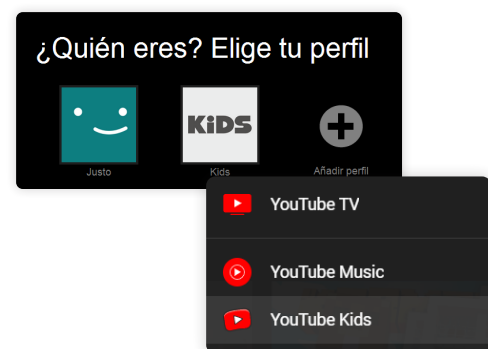 ¿Quién eres? Elige tu perfil
KiDS
Justo
Kids
Añadir perfil
YouTube TV
YouTube Music
YouTube Kids